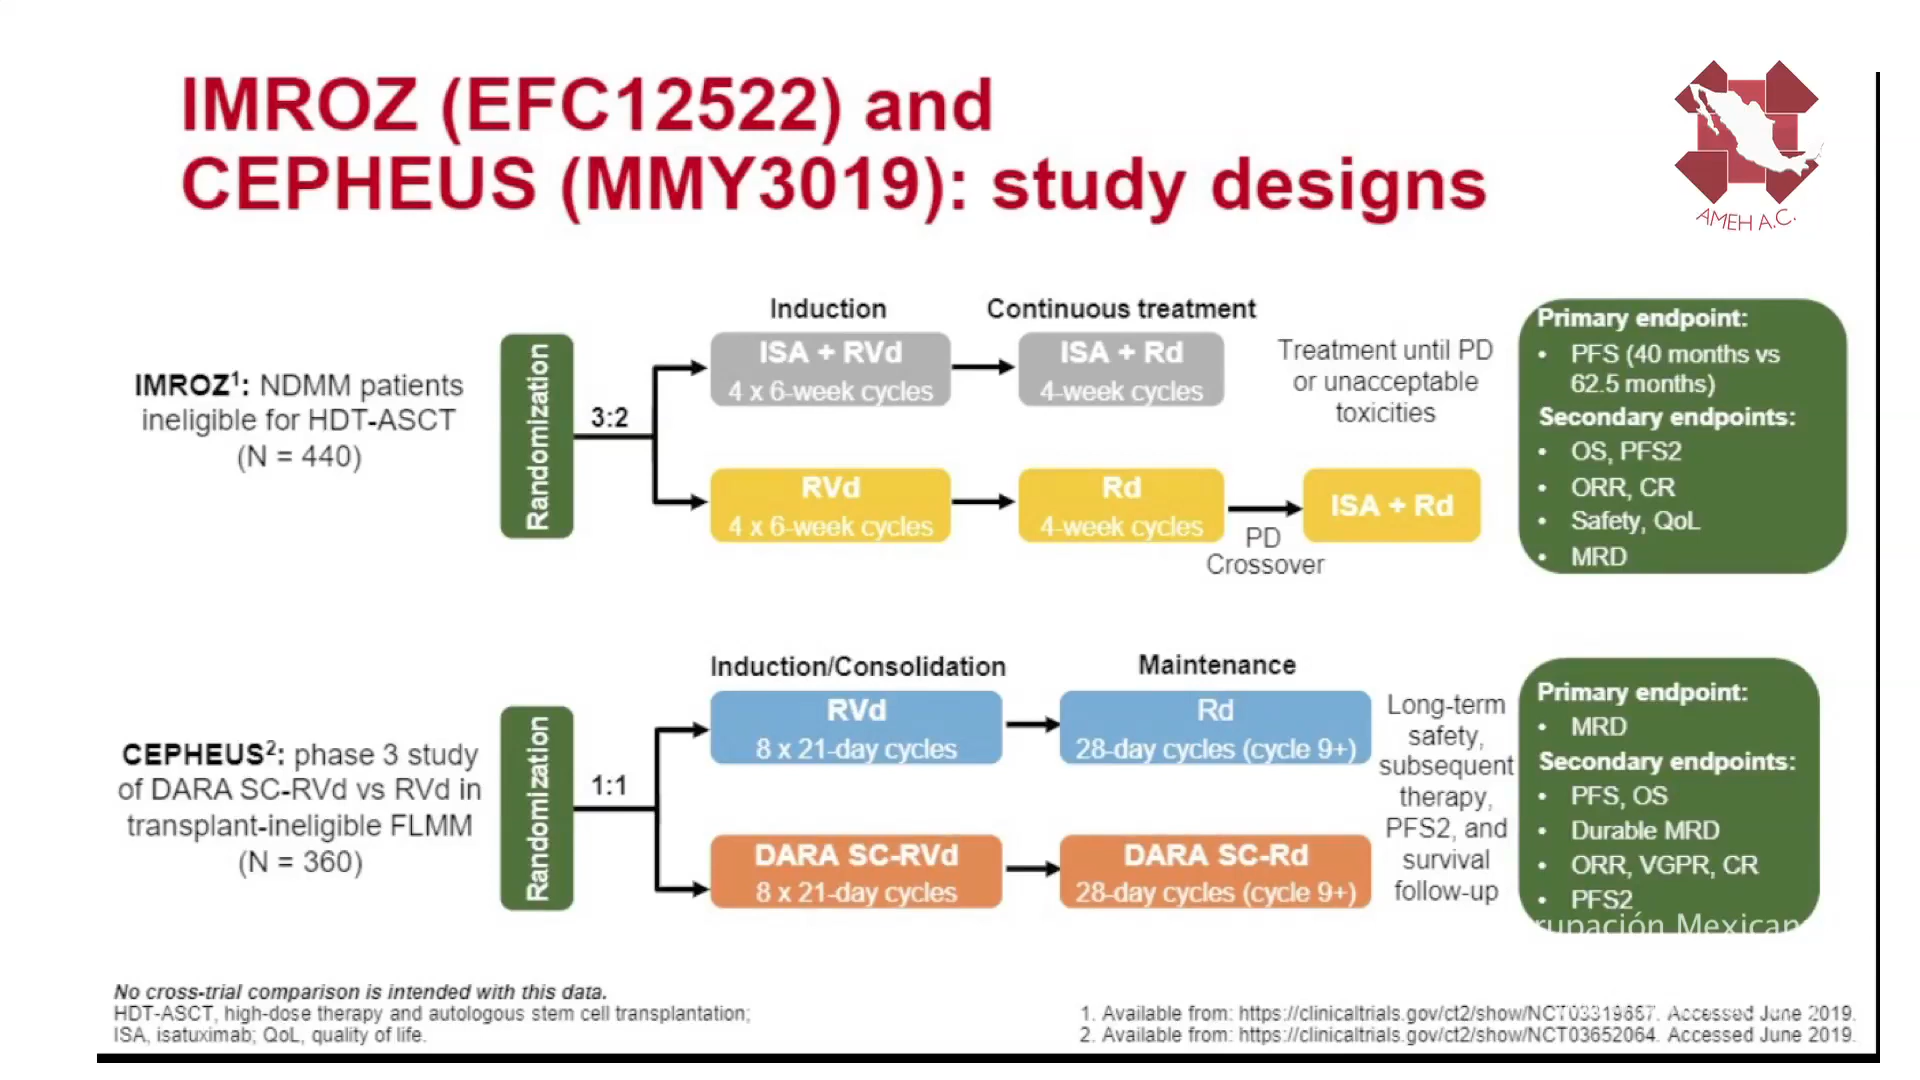 IMROZ (EFC12522) and
CEPHEUS (MMY3019): study designs
AMEH A.C.
Induction
Continuous treatment
IMROZ1: NDMM patients
ineligible for HDT-ASCT
(N = 440)
Randomization
3:2
ISA + RVd
4 x 6-week cycles
ISA + Rd
4-week cycles
Treatment until PD
or unacceptable
toxicities
RVd
4 x 6-week cycles
Rd
4-week cycles
PD
Crossover
ISA + Rd
Primary endpoint:
• PFS (40 months vs
62.5 months)
Secondary endpoints:
• OS, PFS2
• ORR, CR
• Safety, QoL
• MRD
Induction/Consolidation
Maintenance
CEPHEUS2: phase 3 study
of DARA SC-RVd vs RVd in
transplant-ineligible FLMM
(N = 360)
Randomization
1:1
RVd
8 x 21-day cycles
Rd
28-day cycles (cycle 9+)
DARA SC-RVd
8 x 21-day cycles
DARA SC-Rd
28-day cycles (cycle 9+)
Long-term
safety,
subsequent
therapy,
PFS2, and
survival
follow-up
Primary endpoint:
• MRD
Secondary endpoints:
• PFS, OS
• Durable MRD
• ORR, VGPR, CR
• PFS2
No cross-trial comparison is intended with this data.
HDT-ASCT, high-dose therapy and autologous stem cell transplantation;
ISA, isatuximab; QoL, quality of life.
1. Available from: https://clinicaltrials.gov/ct2/show/NCT03319667. Accessed June 2019.
2. Available from: https://clinicaltrials.gov/ct2/show/NCT03652064. Accessed June 2019.